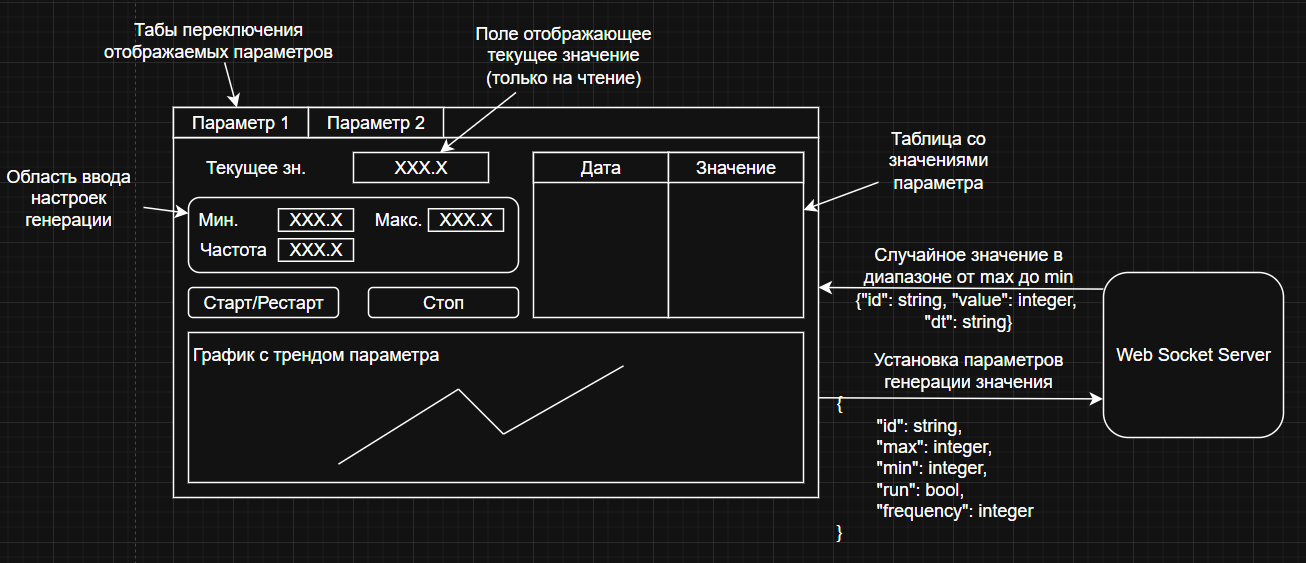 Табы переключения
отображаемых параметров
Поле отображающее
текущее значение
(только на чтение)
Параметр 1
Параметр 2
Текущее зн.
XXX.X
Дата
Значение
Таблица со
значениями
параметра
Область ввода
настроек
генерации
Мин.
XXX.X
Макс.
XXX.X
Частота
XXX.X
Старт/Рестарт
Стоп
График с трендом параметра
Случайное значение в
диапазоне от max до min
{"id": string, "value": integer,
"dt": string}
Web Socket Server
Установка параметров
генерации значения
{
"id": string,
"max": integer,
"min": integer,
"run": bool,
"frequency": integer
}